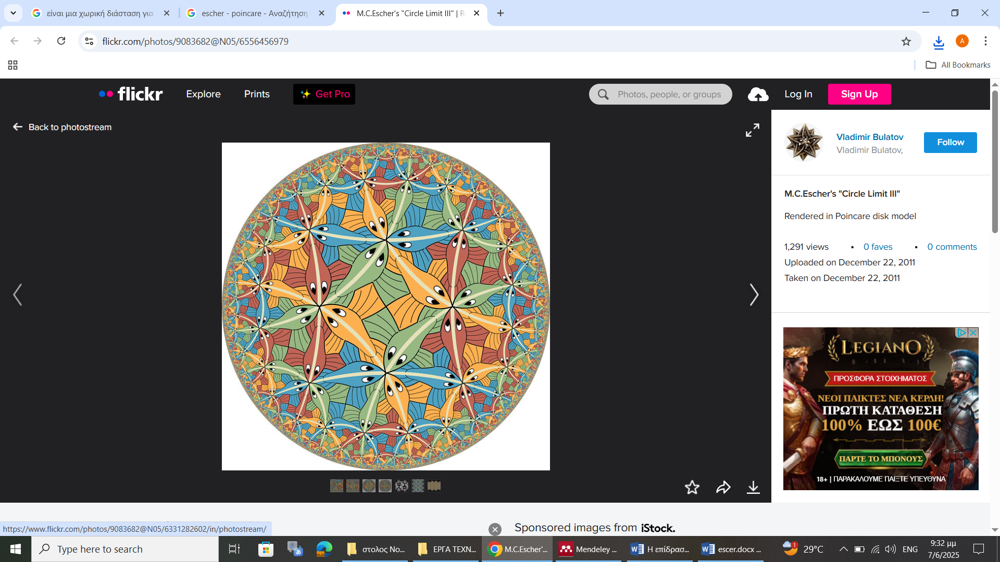 είναι μια χωρική διάσταση για
escher - poincare - Αναζήτηση
M.C.Escher's "Circle Limit III" | R
flickr.com/photos/9083682@N05/6556456979
A
All Bookmarks
flickr
Explore
Prints
Get Pro
Photos, people, or groups
Log In
Sign Up
Back to photostream
Vladimir Bulatov
Vladimir Bulatov,
Follow
M.C.Escher's "Circle Limit III"
Rendered in Poincare disk model
1,291 views • 0 faves • 0 comments
Uploaded on December 22, 2011
Taken on December 22, 2011
LEGIANO
ΠΡΟΣΦΟΡΑ ΣΤΟΙΧΗΜΑΤΟΣ
ΝΕΟΙ ΠΑΙΚΤΕΣ ΝΕΑ ΚΕΡΔΗ!
ΠΡΩΤΗ ΚΑΤΑΘΕΣΗ
100% ΕΩΣ 100€
ΠΑΡΤΕ ΤΟ ΜΠΟΝΟΥΣ
18+ | ΠΑΡΑΚΑΛΟΥΜΕ ΠΑΙΞΤΕ ΥΠΕΥΘΥΝΑ
Sponsored images from iStock.
https://www.flickr.com/photos/9083682@N05/6331282602/in/photostream/
Type here to search
στολος Νο...
ΕΡΓΑ ΤΕΧΝ...
M.C.Escher'...
Mendeley ...
Η επίδρασ...
escer.docx ...
1
29°C
ENG
9:32 μμ
7/6/2025